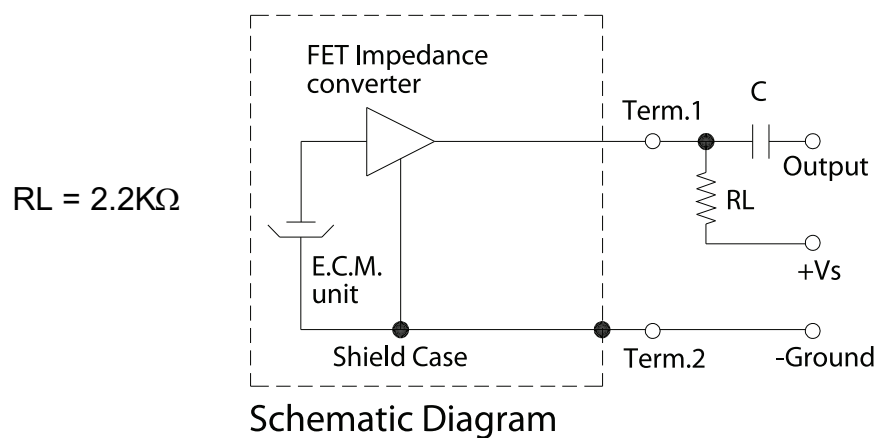 FET Impedance
converter
Term.1
C
Output
RL = 2.2KΩ
RL
+Vs
E.C.M.
unit
Shield Case
Term.2
-Ground
Schematic Diagram